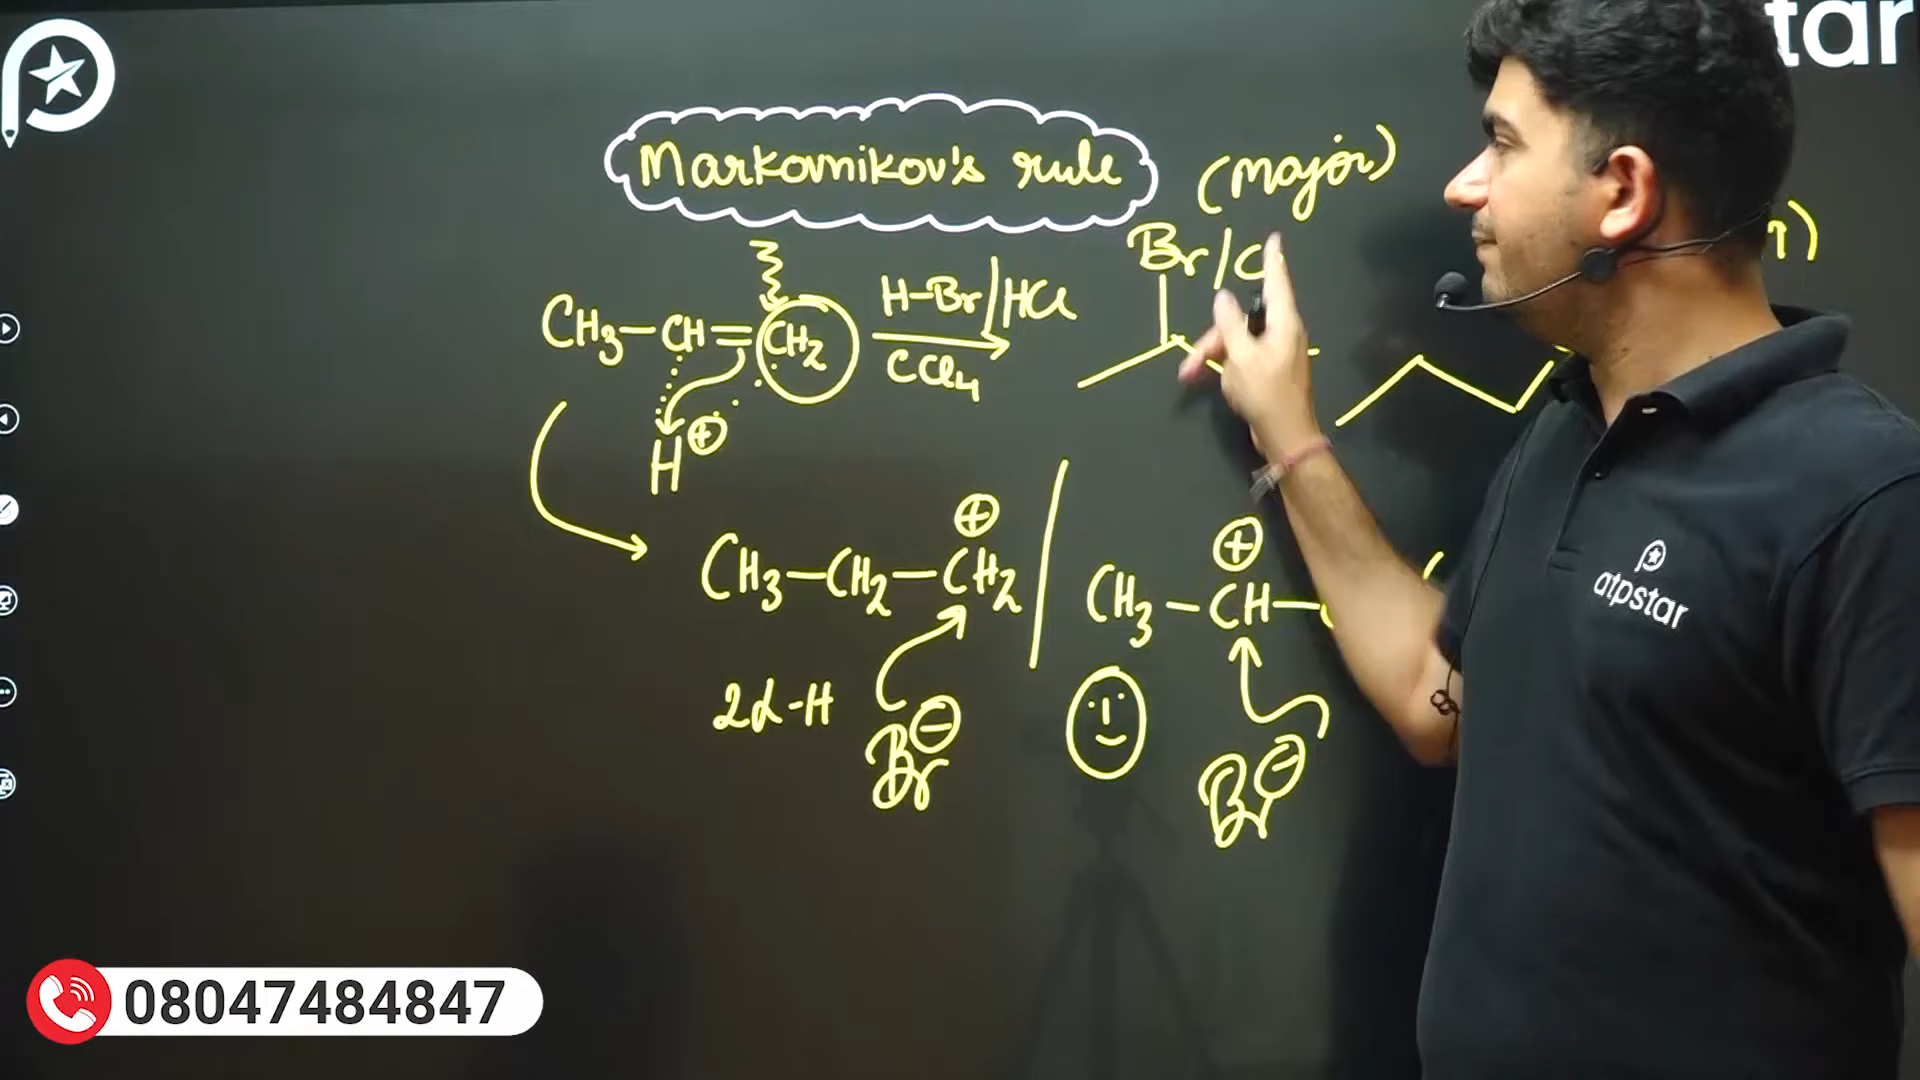 tar
Markovnikov's rule
(Major)
Br/C
CH3-CH=CH2
H-Br/HCl
CCl4
H⊕
CH3-CH2-CH2
⊕
CH3-CH-
⊕
2α-H
Br⊖
Br⊖
atpstar
08047484847